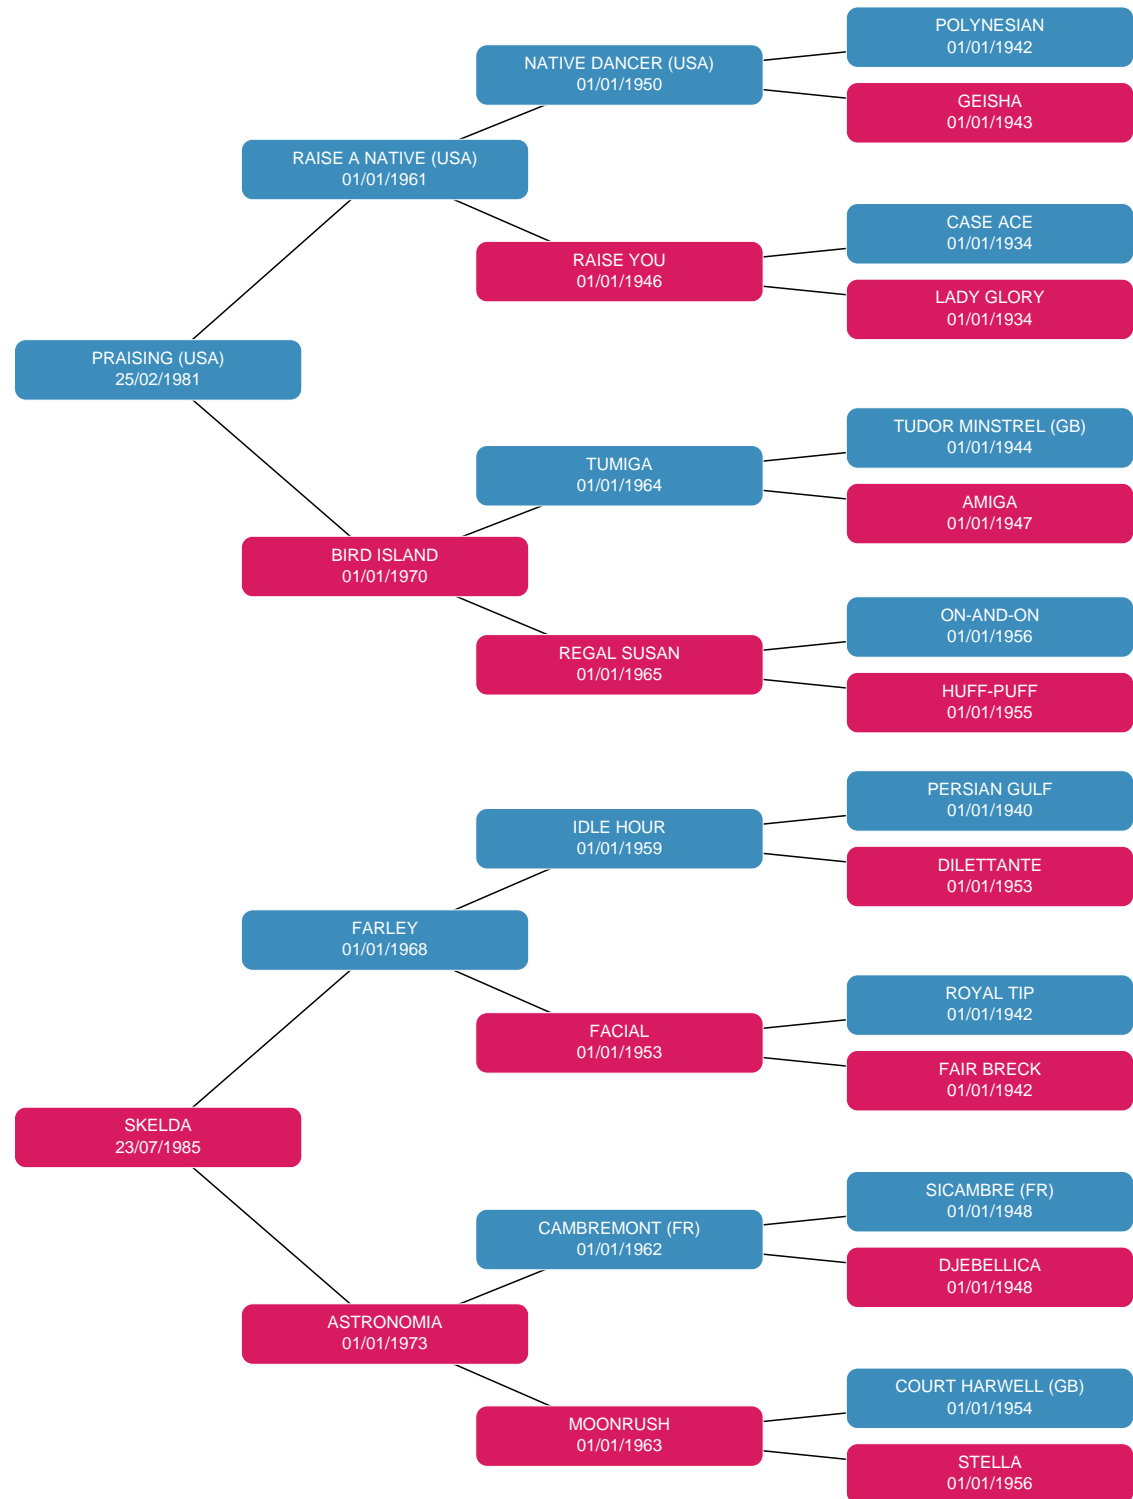 POLYNESIAN
01/01/1942
NATIVE DANCER (USA)
01/01/1950
GEISHA
01/01/1943
RAISE A NATIVE (USA)
01/01/1961
CASE ACE
01/01/1934
RAISE YOU
01/01/1946
LADY GLORY
01/01/1934
PRAISING (USA)
25/02/1981
TUDOR MINSTREL (GB)
01/01/1944
TUMIGA
01/01/1964
AMIGA
01/01/1947
BIRD ISLAND
01/01/1970
ON-AND-ON
01/01/1956
REGAL SUSAN
01/01/1965
HUFF-PUFF
01/01/1955
PERSIAN GULF
01/01/1940
IDLE HOUR
01/01/1959
DILETTANTE
01/01/1953
FARLEY
01/01/1968
ROYAL TIP
01/01/1942
FACIAL
01/01/1953
FAIR BRECK
01/01/1942
SKELDA
23/07/1985
SICAMBRE (FR)
01/01/1948
CAMBREMONT (FR)
01/01/1962
DJEBELLICA
01/01/1948
ASTRONOMIA
01/01/1973
COURT HARWELL (GB)
01/01/1954
MOONRUSH
01/01/1963
STELLA
01/01/1956